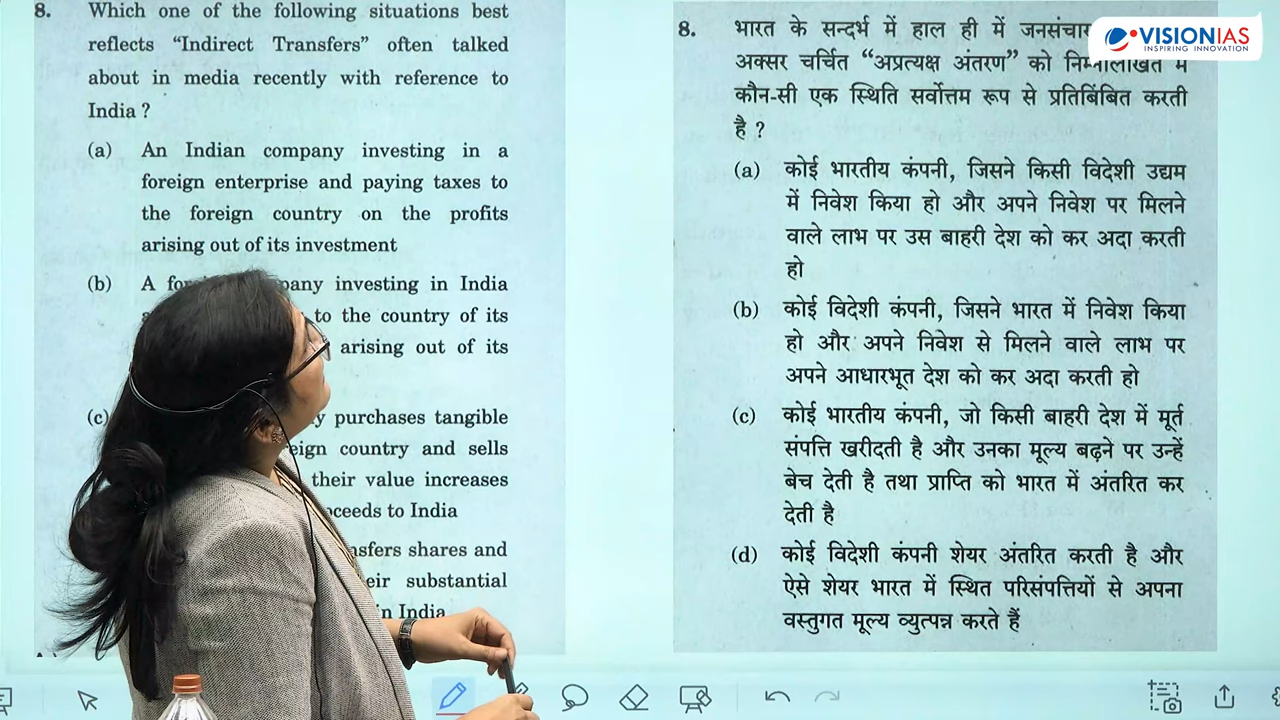 8. Which one of the following situations best
reflects “Indirect Transfers” often talked
about in media recently with reference to
India ?
(a) An Indian company investing in a
foreign enterprise and paying taxes to
the foreign country on the profits
arising out of its investment
(b) A pany investing in India
to the country of its
arising out of its
(c) purchases tangible
country and sells
their value increases
to India
shares and
substantial
in India
8. भारत के सन्दर्भ में हाल ही में
अक्सर चर्चित “अप्रत्यक्ष अंतरण” को
कौन-सी एक स्थिति सर्वोत्तम रूप से प्रतिबिंबित करती
है ?
(a) कोई भारतीय कंपनी, जिसने किसी विदेशी उद्यम
में निवेश किया हो और अपने निवेश पर मिलने
वाले लाभ पर उस बाहरी देश को कर अदा करती
हो
(b) कोई विदेशी कंपनी, जिसने भारत में निवेश किया
हो और अपने निवेश से मिलने वाले लाभ पर
अपने आधारभूत देश को कर अदा करती हो
(c) कोई भारतीय कंपनी, जो किसी बाहरी देश में मूर्त
संपत्ति खरीदती है और उनका मूल्य बढ़ने पर उन्हें
बेच देती है तथा प्राप्ति को भारत में अंतरित कर
देती है
(d) कोई विदेशी कंपनी शेयर अंतरित करती है और
ऐसे शेयर भारत में स्थित परिसंपत्तियों से अपना
वस्तुगत मूल्य व्युत्पन्न करते हैं
VISIONIAS
INSPIRING INNOVATION